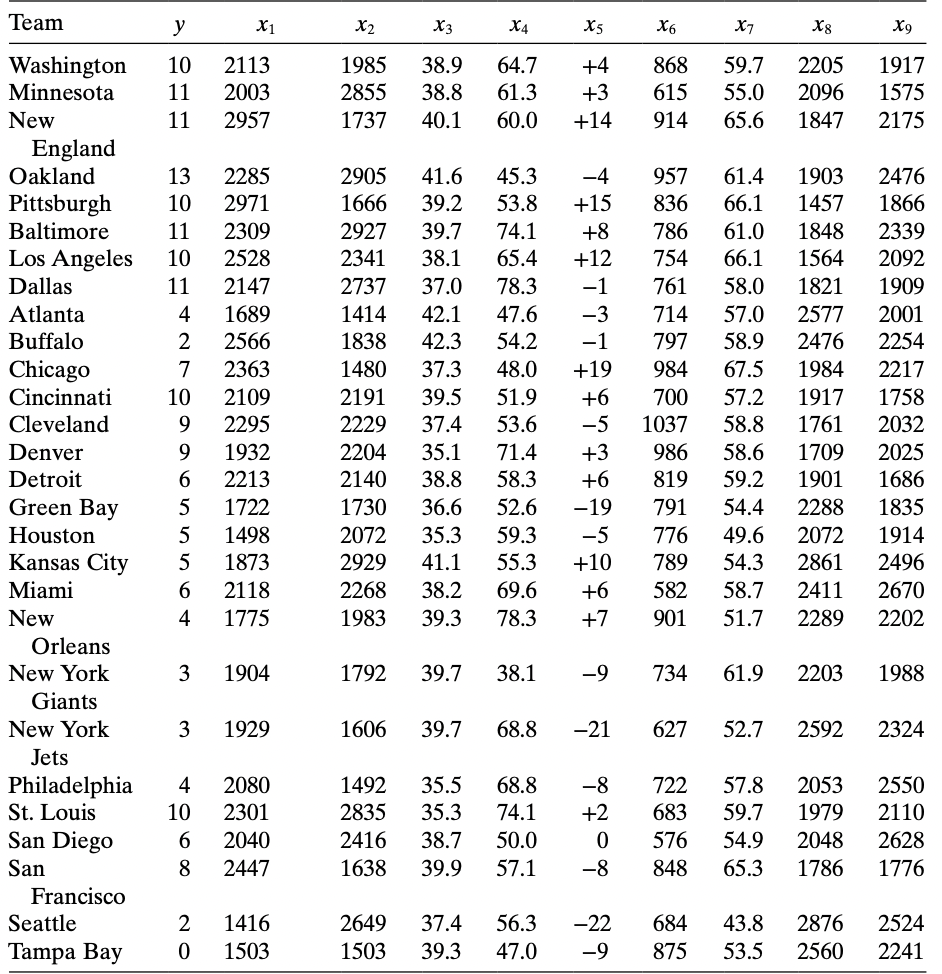 Team y x₁ x₂ x₃ x₄ x₅ x₆ x₇ x₈ x₉
Washington 10 2113 1985 38.9 64.7 +4 868 59.7 2205 1917
Minnesota 11 2003 2855 38.8 61.3 +3 615 55.0 2096 1575
New 11 2957 1737 40.1 60.0 +14 914 65.6 1847 2175
England
Oakland 13 2285 2905 41.6 45.3 −4 957 61.4 1903 2476
Pittsburgh 10 2971 1666 39.2 53.8 +15 836 66.1 1457 1866
Baltimore 11 2309 2927 39.7 74.1 +8 786 61.0 1848 2339
Los Angeles 10 2528 2341 38.1 65.4 +12 754 66.1 1564 2092
Dallas 11 2147 2737 37.0 78.3 −1 761 58.0 1821 1909
Atlanta 4 1689 1414 42.1 47.6 −3 714 57.0 2577 2001
Buffalo 2 2566 1838 42.3 54.2 −1 797 58.9 2476 2254
Chicago 7 2363 1480 37.3 48.0 +19 984 67.5 1984 2217
Cincinnati 10 2109 2191 39.5 51.9 +6 700 57.2 1917 1758
Cleveland 9 2295 2229 37.4 53.6 −5 1037 58.8 1761 2032
Denver 9 1932 2204 35.1 71.4 +3 986 58.6 1709 2025
Detroit 6 2213 2140 38.8 58.3 +6 819 59.2 1901 1686
Green Bay 5 1722 1730 36.6 52.6 −19 791 54.4 2288 1835
Houston 5 1498 2072 35.3 59.3 −5 776 49.6 2072 1914
Kansas City 5 1873 2929 41.1 55.3 +10 789 54.3 2861 2496
Miami 6 2118 2268 38.2 69.6 +6 582 58.7 2411 2670
New 4 1775 1983 39.3 78.3 +7 901 51.7 2289 2202
Orleans
New York 3 1904 1792 39.7 38.1 −9 734 61.9 2203 1988
Giants
New York 3 1929 1606 39.7 68.8 −21 627 52.7 2592 2324
Jets
Philadelphia 4 2080 1492 35.5 68.8 −8 722 57.8 2053 2550
St. Louis 10 2301 2835 35.3 74.1 +2 683 59.7 1979 2110
San Diego 6 2040 2416 38.7 50.0 0 576 54.9 2048 2628
San 8 2447 1638 39.9 57.1 −8 848 65.3 1786 1776
Francisco
Seattle 2 1416 2649 37.4 56.3 −22 684 43.8 2876 2524
Tampa Bay 0 1503 1503 39.3 47.0 −9 875 53.5 2560 2241